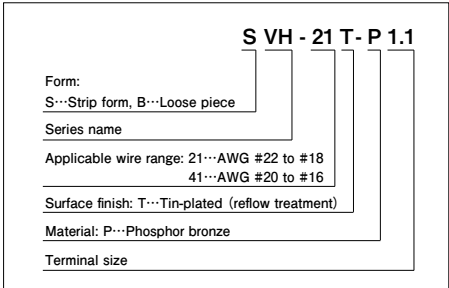 S VH - 21 T - P 1.1
Form:
S···Strip form, B···Loose piece
Series name
Applicable wire range: 21···AWG #22 to #18
41···AWG #20 to #16
Surface finish: T···Tin-plated (reflow treatment)
Material: P···Phosphor bronze
Terminal size